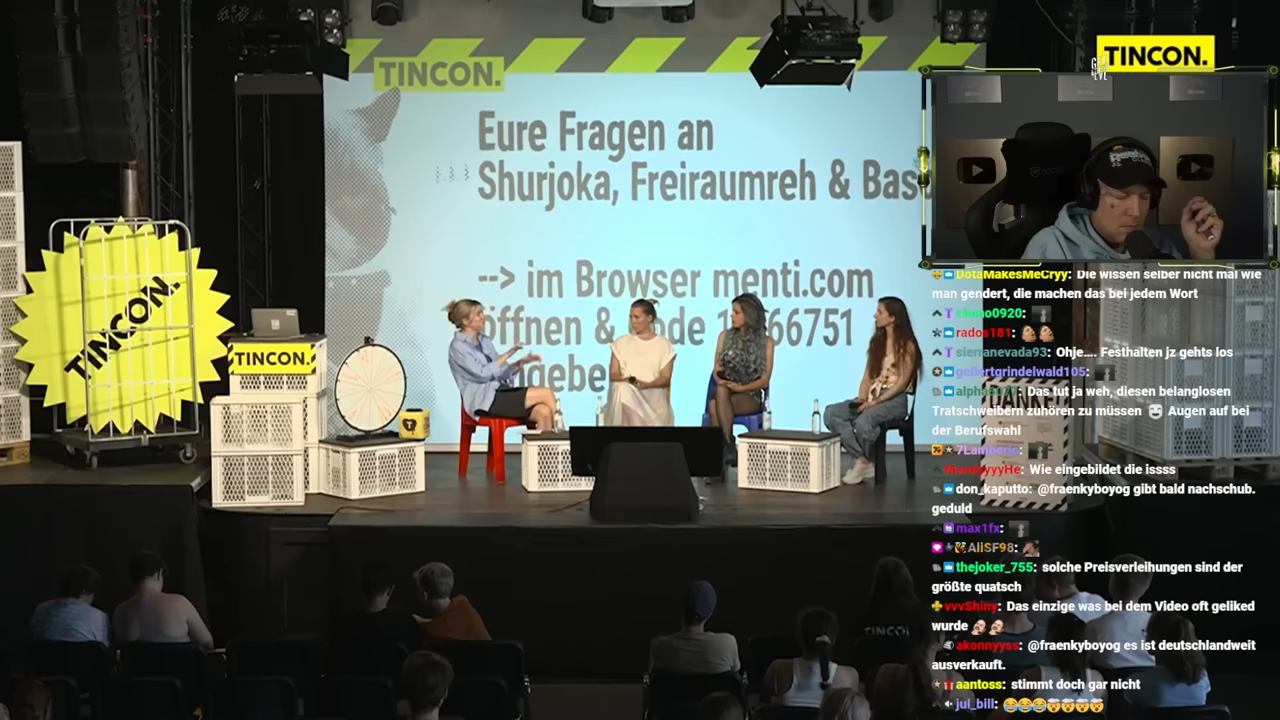 TINCON.
TINCON.
Eure Fragen an
Shurjoka, Freiraumreh & Bas
--> im Browser menti.com
öffnen &
66751
TINCON.
TINCON.
TINCON
DotaMakesMeCryy: Die wissen selber nicht mal wie
man gendert, die machen das bei jedem Wort
rados181:
sierranevada93: Ohje.... Festhalten jz gehts los
gellertgrindelwald105:
Das tut ja weh, diesen belanglosen
Tratschweibern zuhören zu müssen Augen auf bei
der Berufswahl
Wie eingebildet die issss
don_kaputto: @fraenkyboyog gibt bald nachschub.
geduld
max1fx:
AliSF98:
thejoker_755: solche Preisverleihungen sind der
größte quatsch
vvvShiny: Das einzige was bei dem Video oft geliked
wurde
akonnyyss: @fraenkyboyog es ist deutschlandweit
ausverkauft.
aantoss: stimmt doch gar nicht
jul_bill: